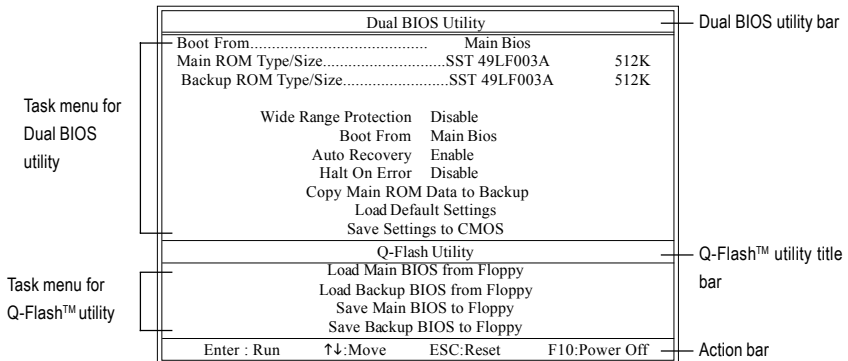 Dual BIOS Utility
Boot From.......................................... Main Bios
Main ROM Type/Size.............................SST 49LF003A 512K
Backup ROM Type/Size.........................SST 49LF003A 512K
Wide Range Protection Disable
Boot From Main Bios
Auto Recovery Enable
Halt On Error Disable
Copy Main ROM Data to Backup
Load Default Settings
Save Settings to CMOS
Q-Flash Utility
Load Main BIOS from Floppy
Load Backup BIOS from Floppy
Save Main BIOS to Floppy
Save Backup BIOS to Floppy
Enter : Run ↑↓:Move ESC:Reset F10:Power Off
Task menu for
Dual BIOS
utility
Task menu for
Q-Flash™ utility
Dual BIOS utility bar
Q-Flash™ utility title
bar
Action bar